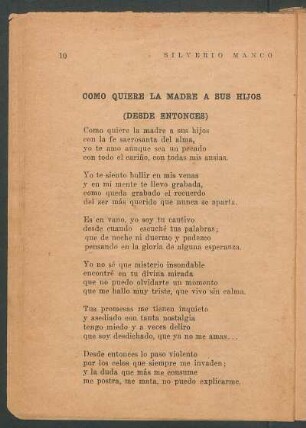 10 SILVERIO MANCO
COMO QUIERE LA MADRE A SUS HIJOS
(DESDE ENTONCES)
Como quiere la madre a sus hijos
con la fe sacrosanta del alma,
yo te amo aunque sea un pecado
con todo el cariño, con todas mis ansias.
Yo te siento bullir en mis venas
y en mi mente te llevo grabada,
como queda grabado el recuerdo
del ser más querido que nunca se aparta.
Es en vano, yo soy tu cautivo
desde cuando escuché tus palabras;
que de noche ni duermo y podazeo
pensando en la gloria de alguna esperanza.
Yo no sé que misterio insondable
encontré en tu divina mirada
que no puedo olvidarte un momento
que me hallo muy triste, que vivo sin calma.
Tus promesas me tienen inquieto
y asediado con tanta nostalgia
tengo miedo y a veces deliro
que soy desdichado, que ya no me amas...
Desde entonces lo paso violento
por los celos que siempre me invaden;
y la duda que más me consume
me postra, me mata, no puedo explicarme.